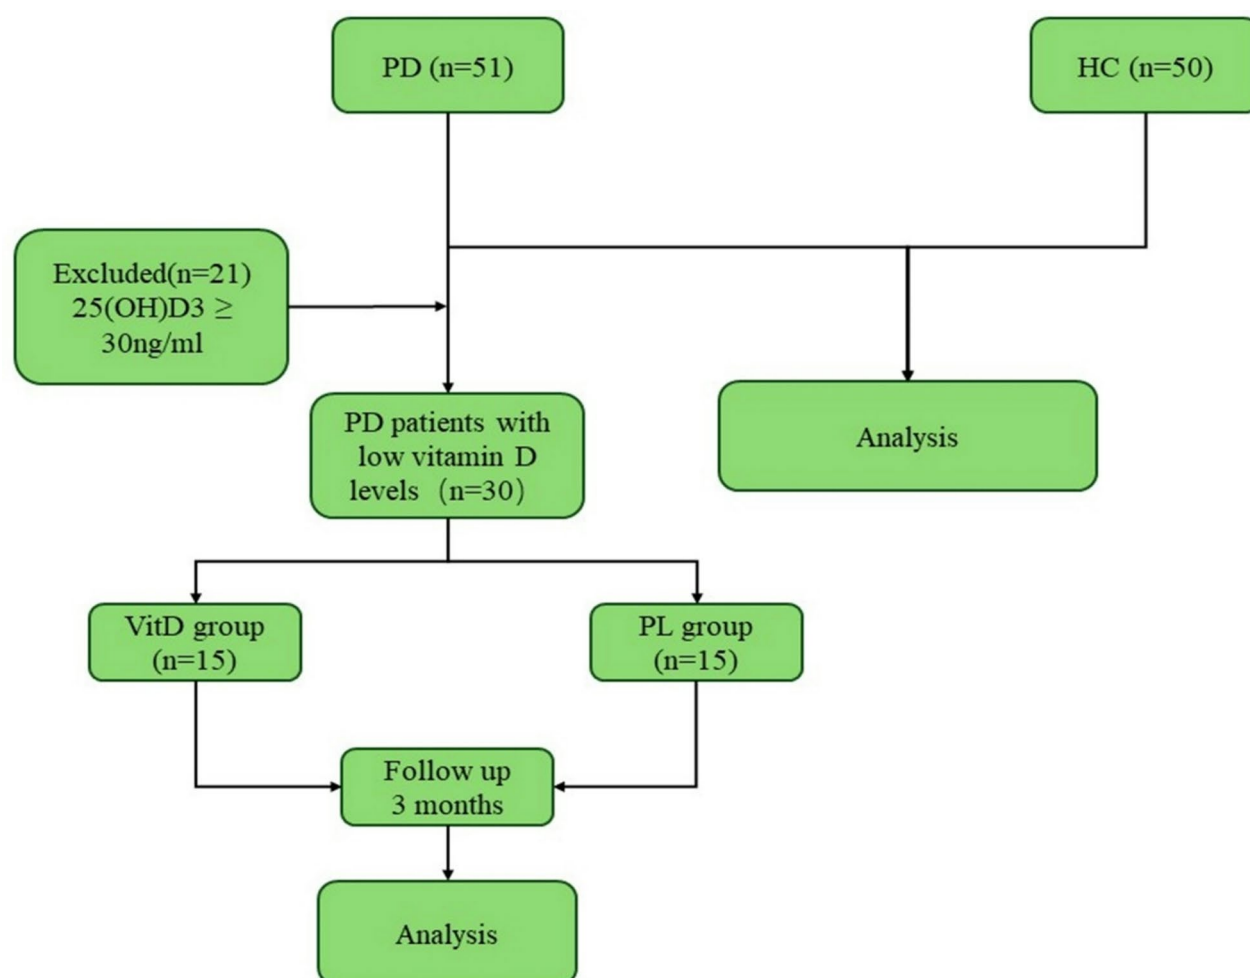 PD (n=51)
HC (n=50)
Excluded(n=21)
25(OH)D3 ≥
30ng/ml
PD patients with
low vitamin D
levels（n=30）
Analysis
VitD group
(n=15)
PL group
(n=15)
Follow up
3 months
Analysis